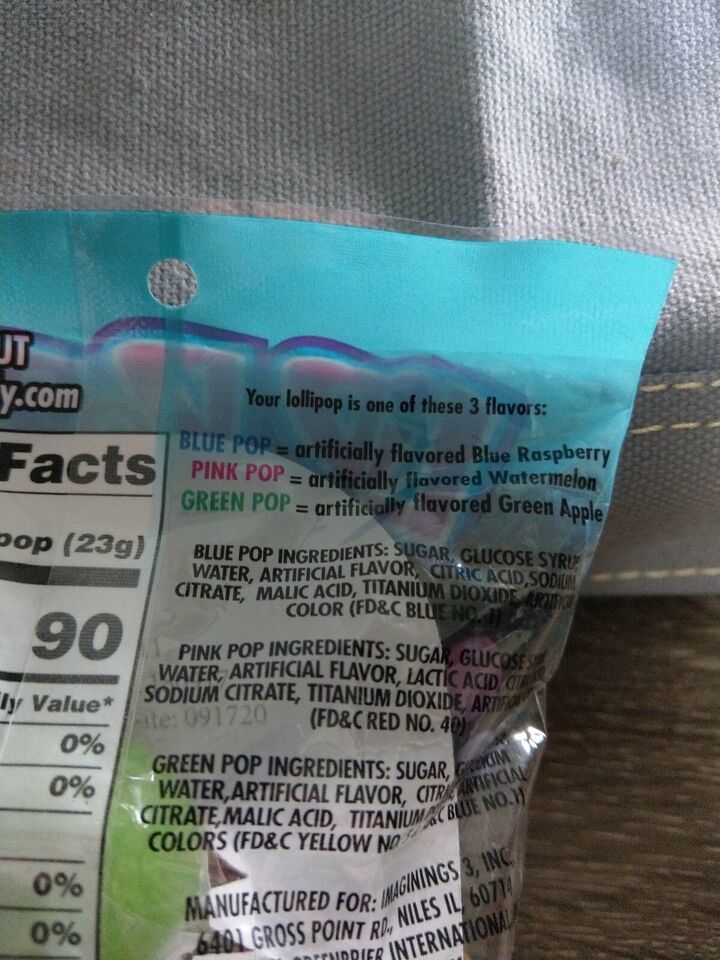 UT
y.com
Your lollipop is one of these 3 flavors:
BLUE POP = artificially flavored Blue Raspberry
PINK POP = artificially flavored Watermelon
GREEN POP = artificially flavored Green Apple
Facts
pop (23g)
90
ly Value*
0%
0%
0%
0%
BLUE POP INGREDIENTS: SUGAR, GLUCOSE SYRUP,
WATER, ARTIFICIAL FLAVOR, CITRIC ACID, SODIUM
CITRATE, MALIC ACID, TITANIUM DIOXIDE, ARTIFICIAL
COLOR (FD&C BLUE NO. 1)
PINK POP INGREDIENTS: SUGAR, GLUCOSE
WATER, ARTIFICIAL FLAVOR, LACTIC ACID,
SODIUM CITRATE, TITANIUM DIOXIDE,
ate: 091720
(FD&C RED NO. 40)
GREEN POP INGREDIENTS: SUGAR,
WATER, ARTIFICIAL FLAVOR, ARTIFICIAL
CITRATE, MALIC ACID, TITANIUM BLUE NO. 1)
COLORS (FD&C YELLOW NO.
MANUFACTURED FOR: IMAGININGS 3, INC.
6401 GROSS POINT RD., NILES IL, 60714
GREENBRIER INTERNATIONAL,